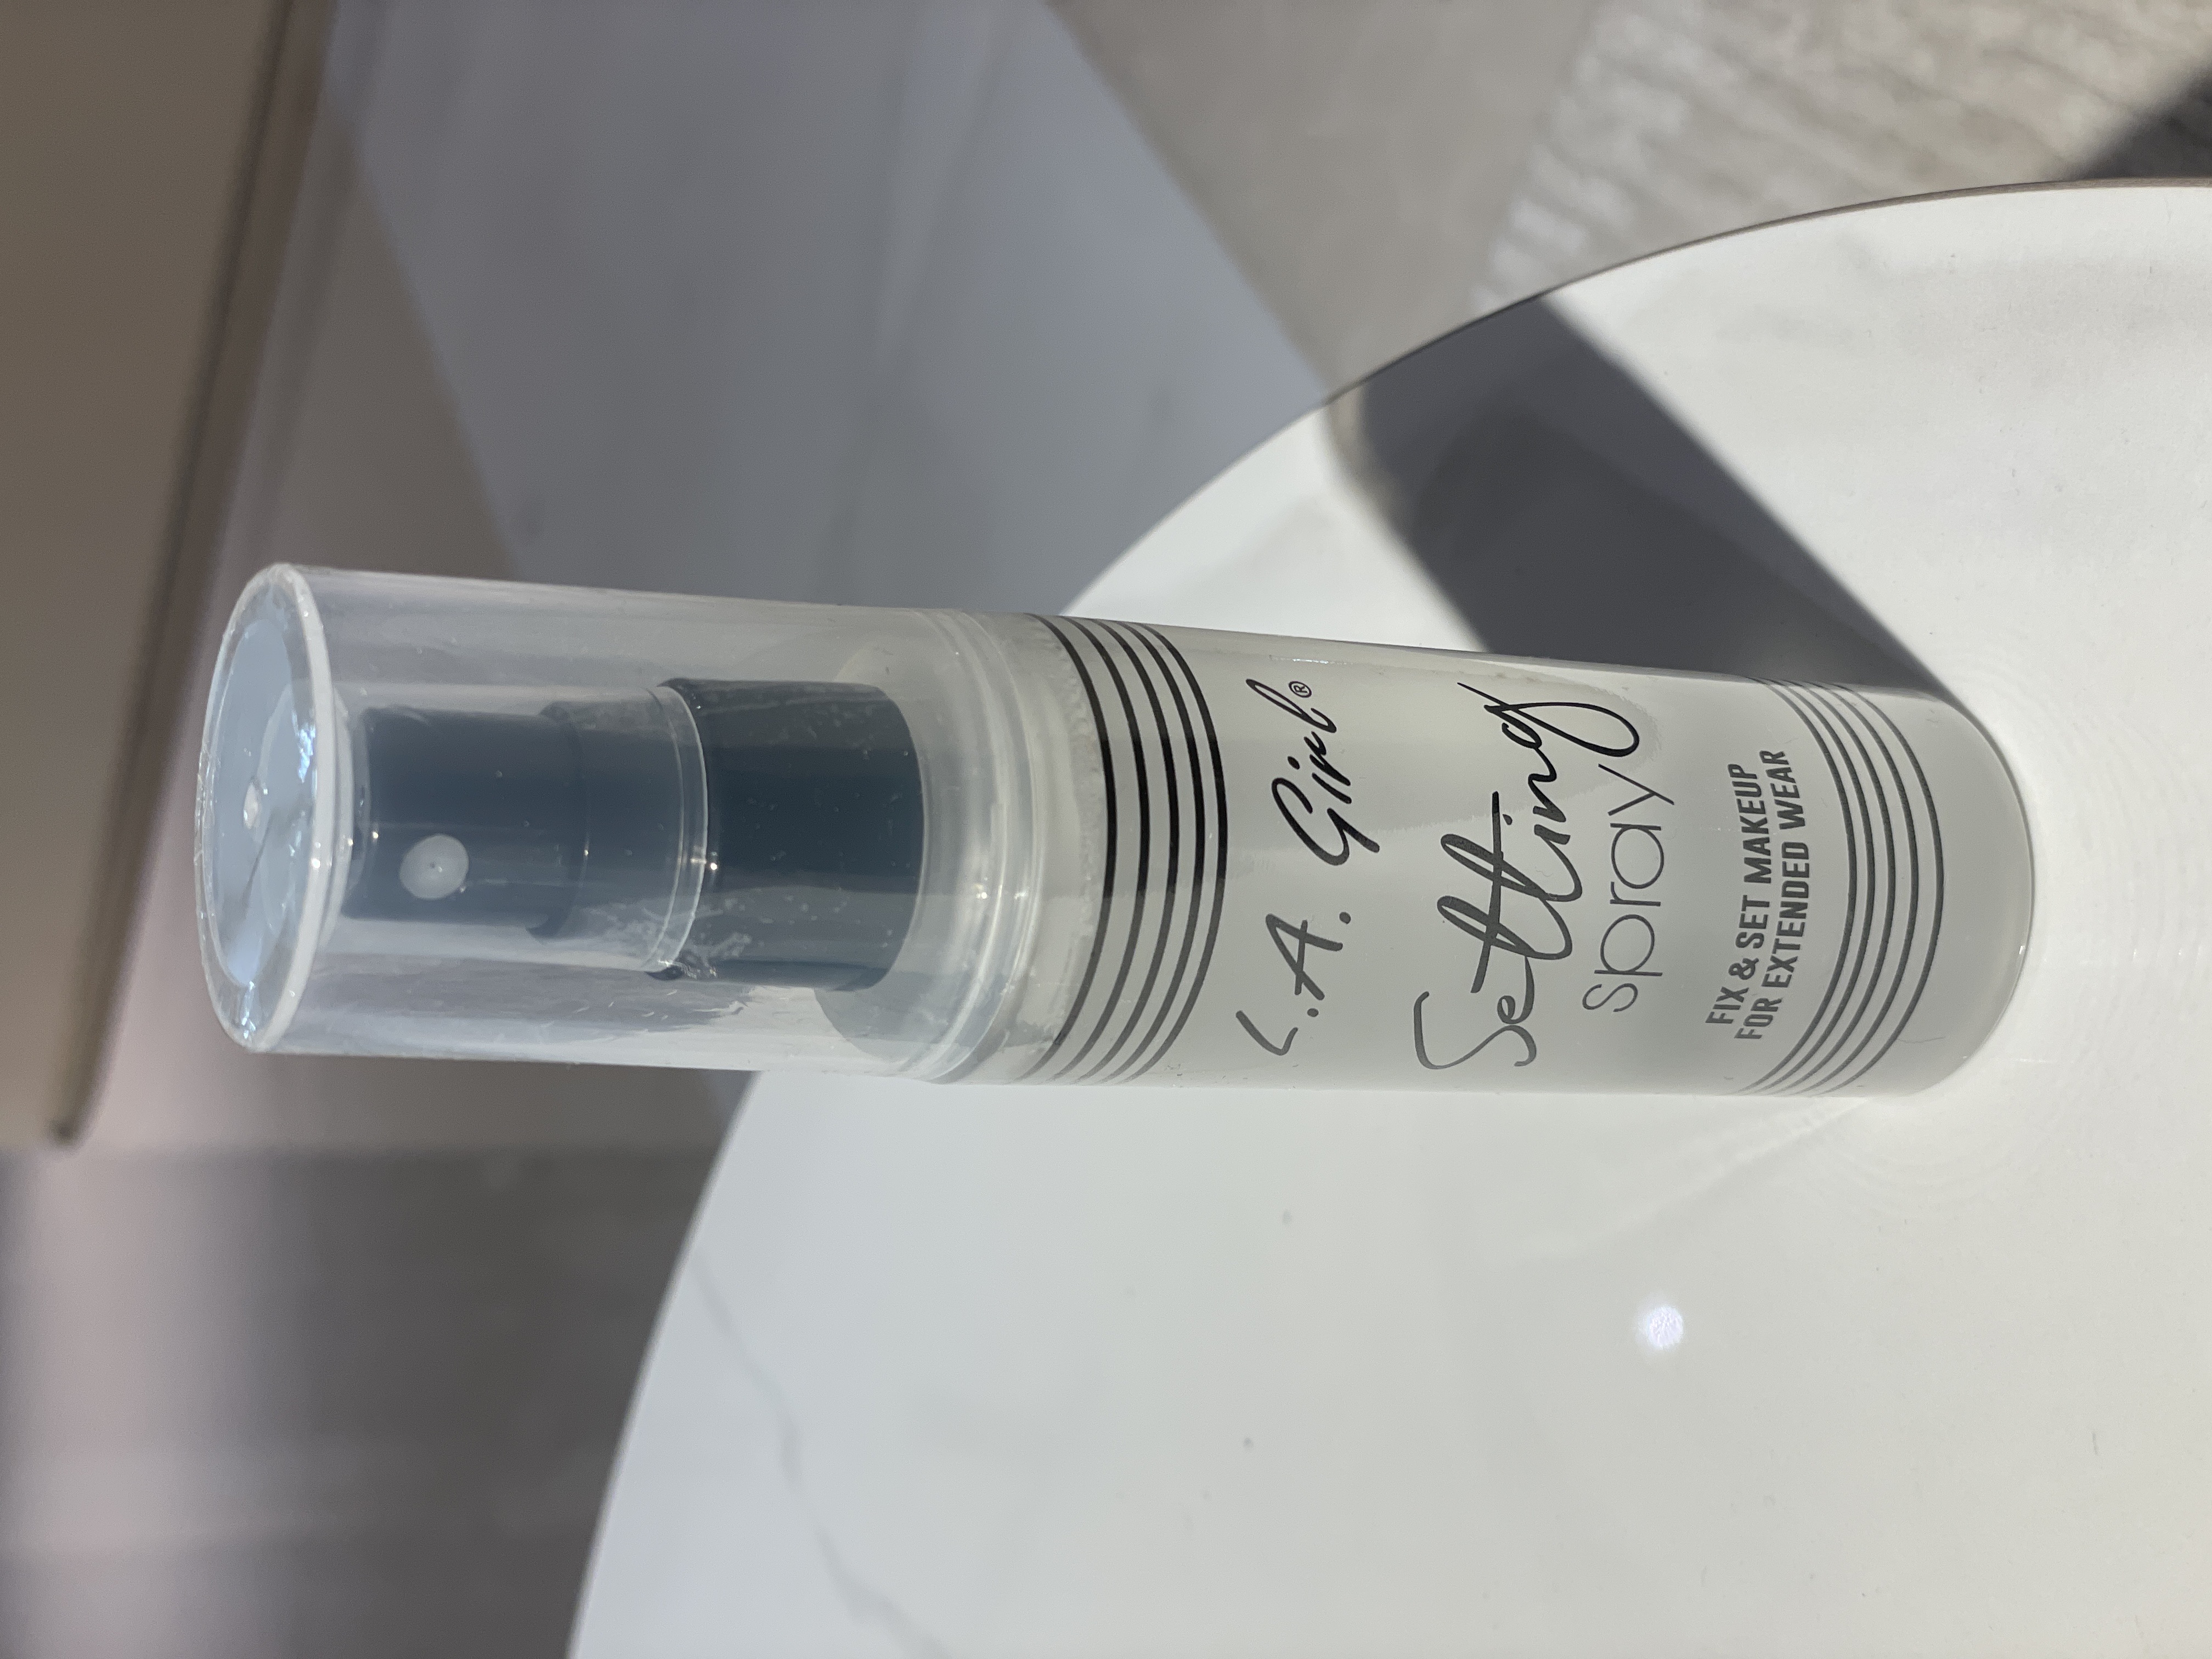 L.A. Girl®
Setting
spray
FIX & SET MAKEUP
FOR EXTENDED WEAR